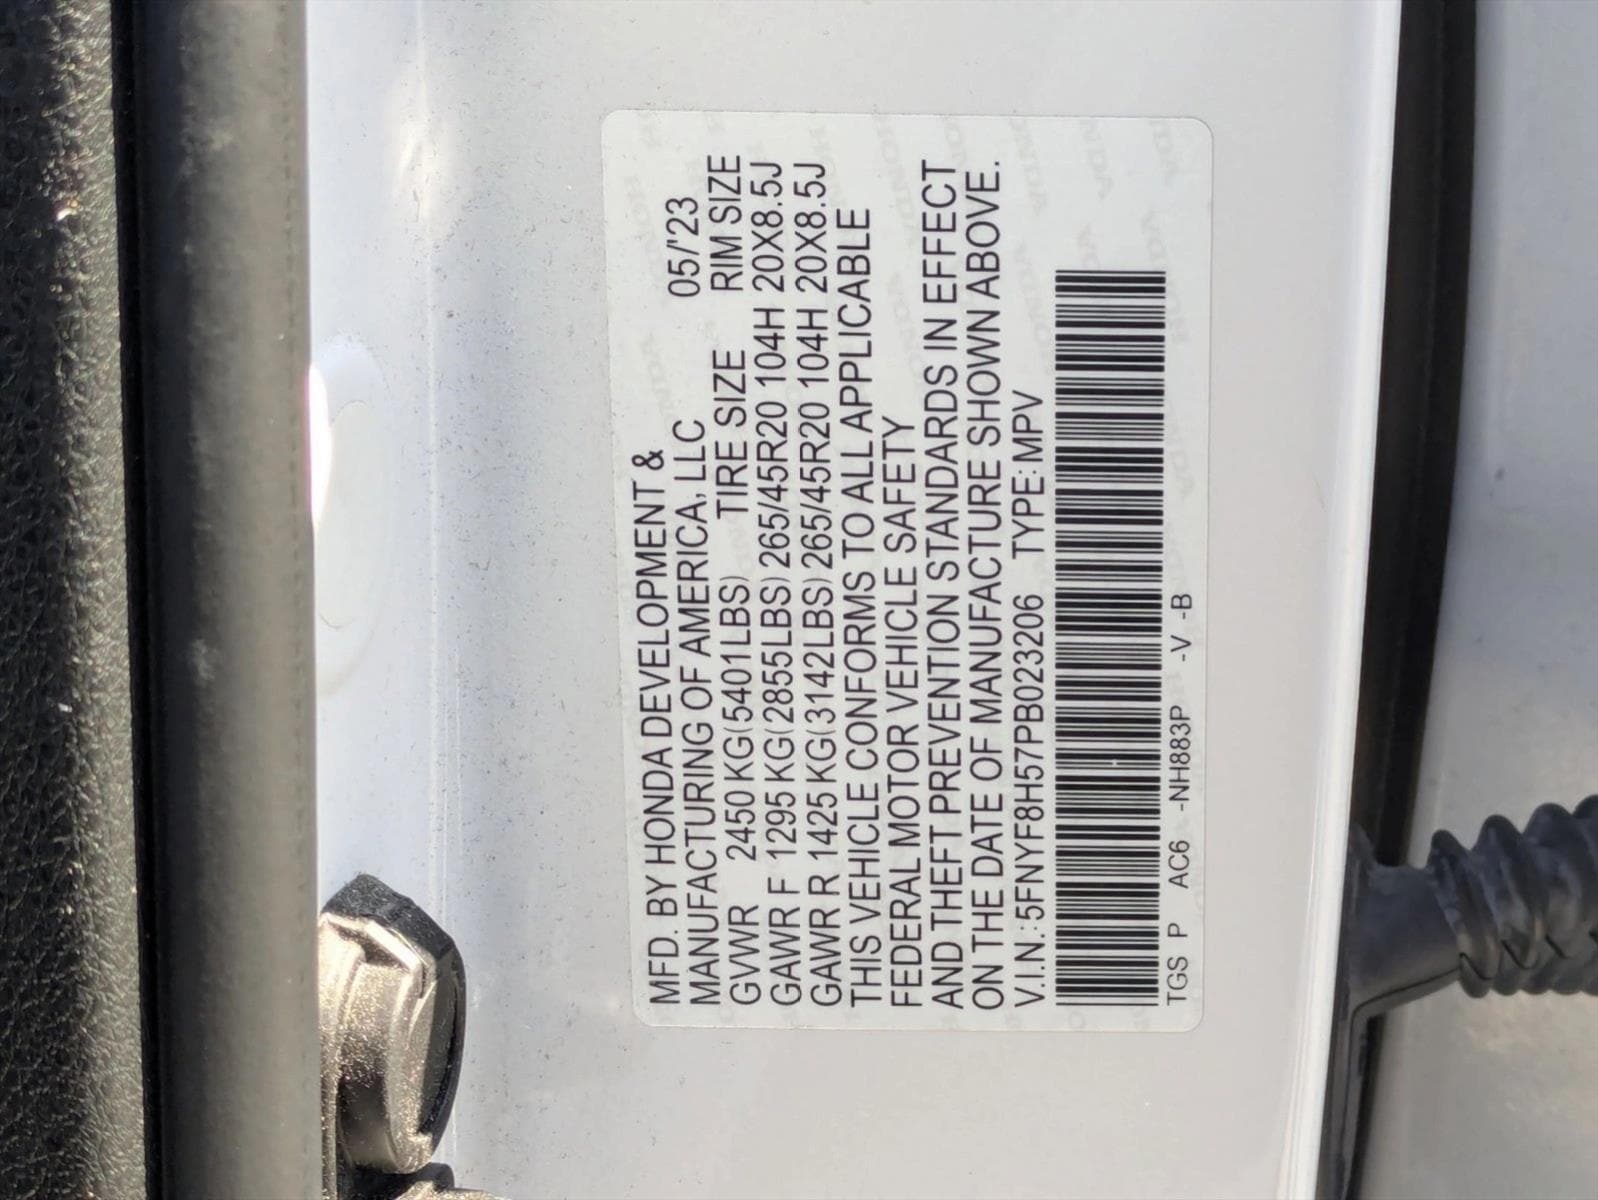 MFD. BY HONDA DEVELOPMENT &
MANUFACTURING OF AMERICA, LLC 05/'23
GVWR 2450 KG(5401LBS) TIRE SIZE RIM SIZE
GAWR F 1295 KG(2855LBS) 265/45R20 104H 20X8.5J
GAWR R 1425 KG(3142LBS) 265/45R20 104H 20X8.5J
THIS VEHICLE CONFORMS TO ALL APPLICABLE
FEDERAL MOTOR VEHICLE SAFETY
AND THEFT PREVENTION STANDARDS IN EFFECT
ON THE DATE OF MANUFACTURE SHOWN ABOVE.
V.I.N.:5FNYF8H57PB023206 TYPE:MPV
TGS P AC6 -NH883P -V -B